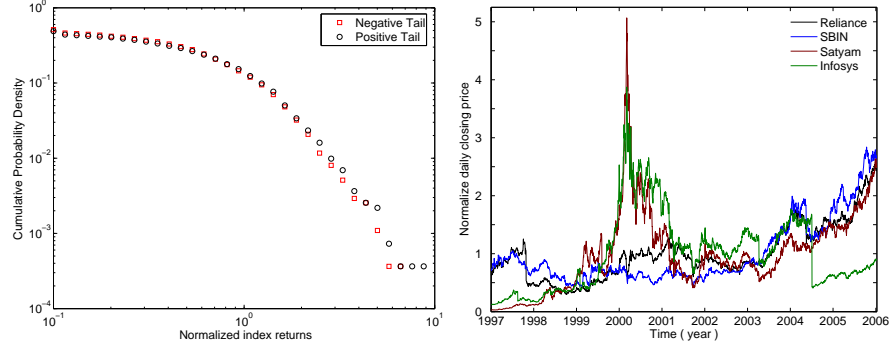 10^0
10^-1
10^-2
10^-3
10^-4
Cumulative Probability Density
Negative Tail
Positive Tail
10^-1
10^0
10^1
Normalized index returns
5
4
3
2
1
0
Normalize daily closing price
Reliance
SBIN
Satyam
Infosys
1997 1998 1999 2000 2001 2002 2003 2004 2005 2006
Time ( year )